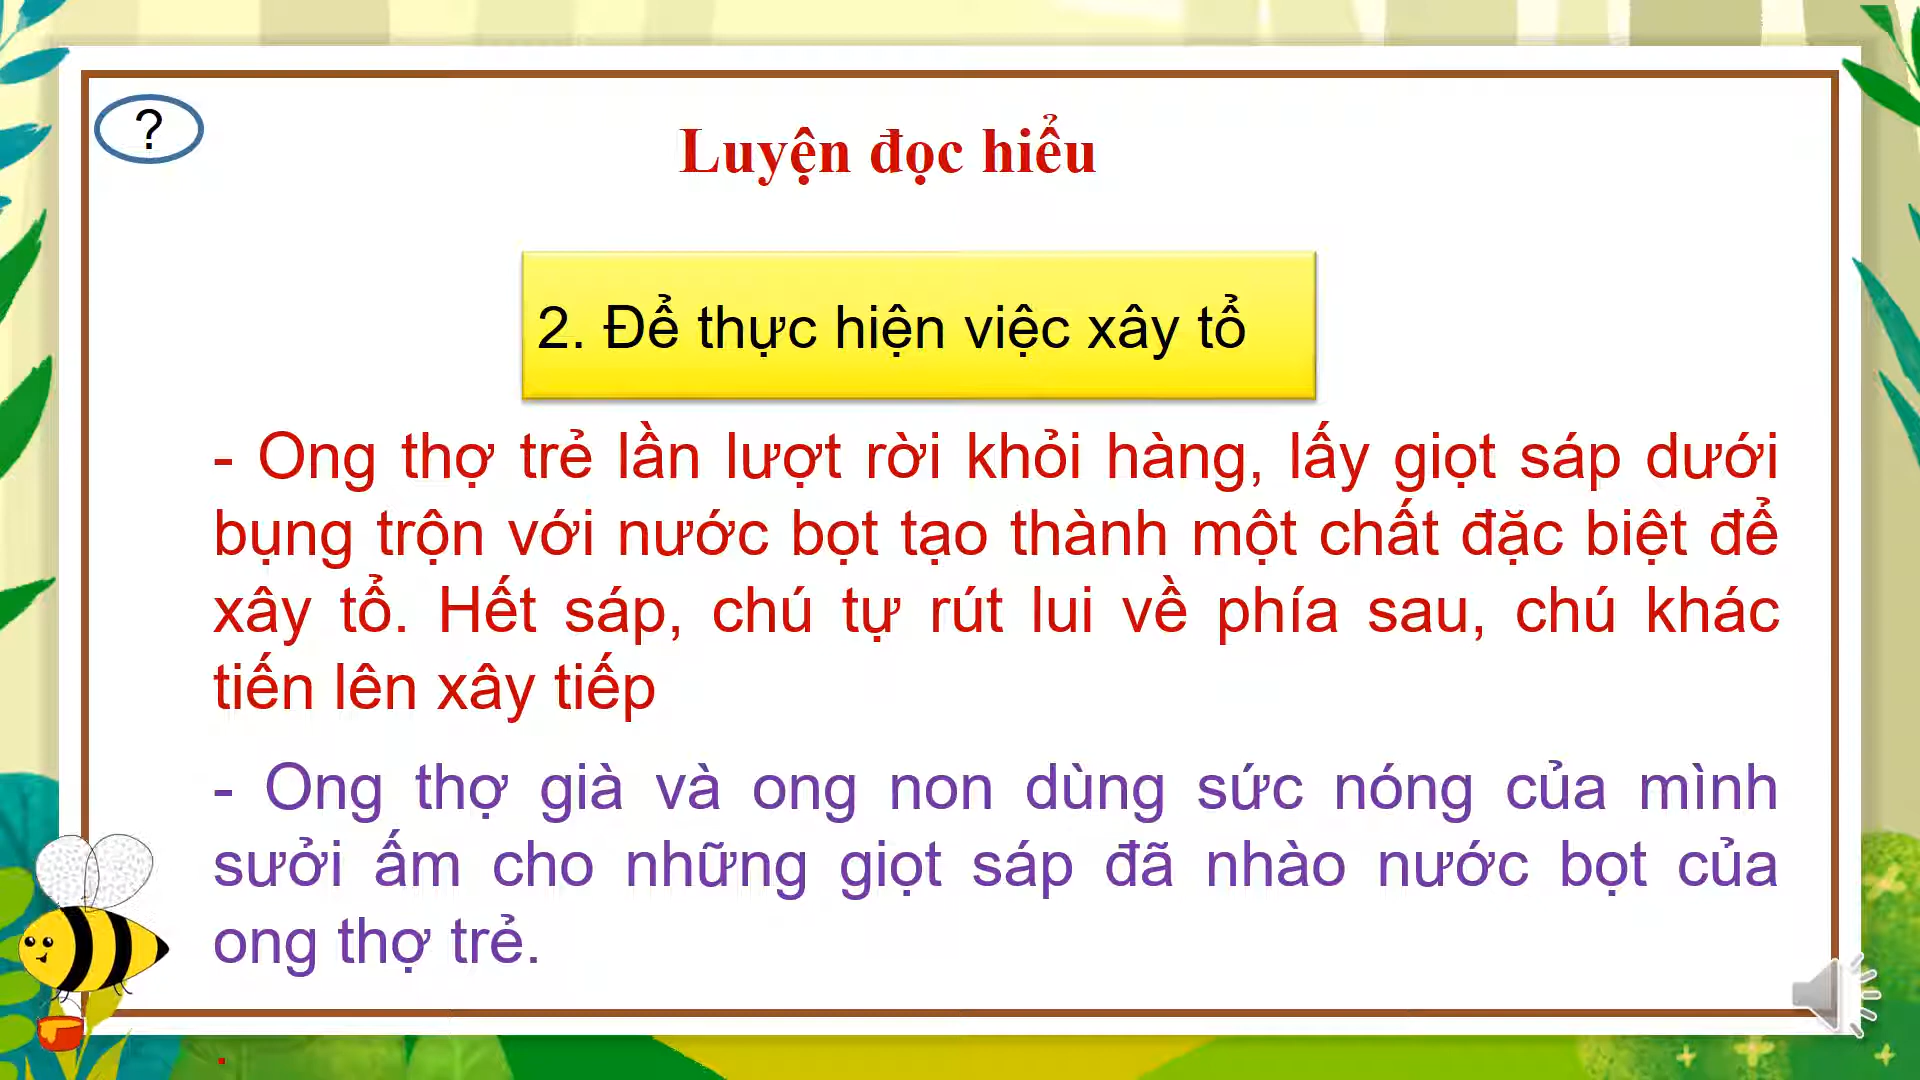 ?
Luyện đọc hiểu
2. Để thực hiện việc xây tổ
- Ong thợ trẻ lần lượt rời khỏi hàng, lấy giọt sáp dưới
bụng trộn với nước bọt tạo thành một chất đặc biệt để
xây tổ. Hết sáp, chú tự rút lui về phía sau, chú khác
tiến lên xây tiếp
- Ong thợ già và ong non dùng sức nóng của mình
sưởi ấm cho những giọt sáp đã nhào nước bọt của
ong thợ trẻ.
.